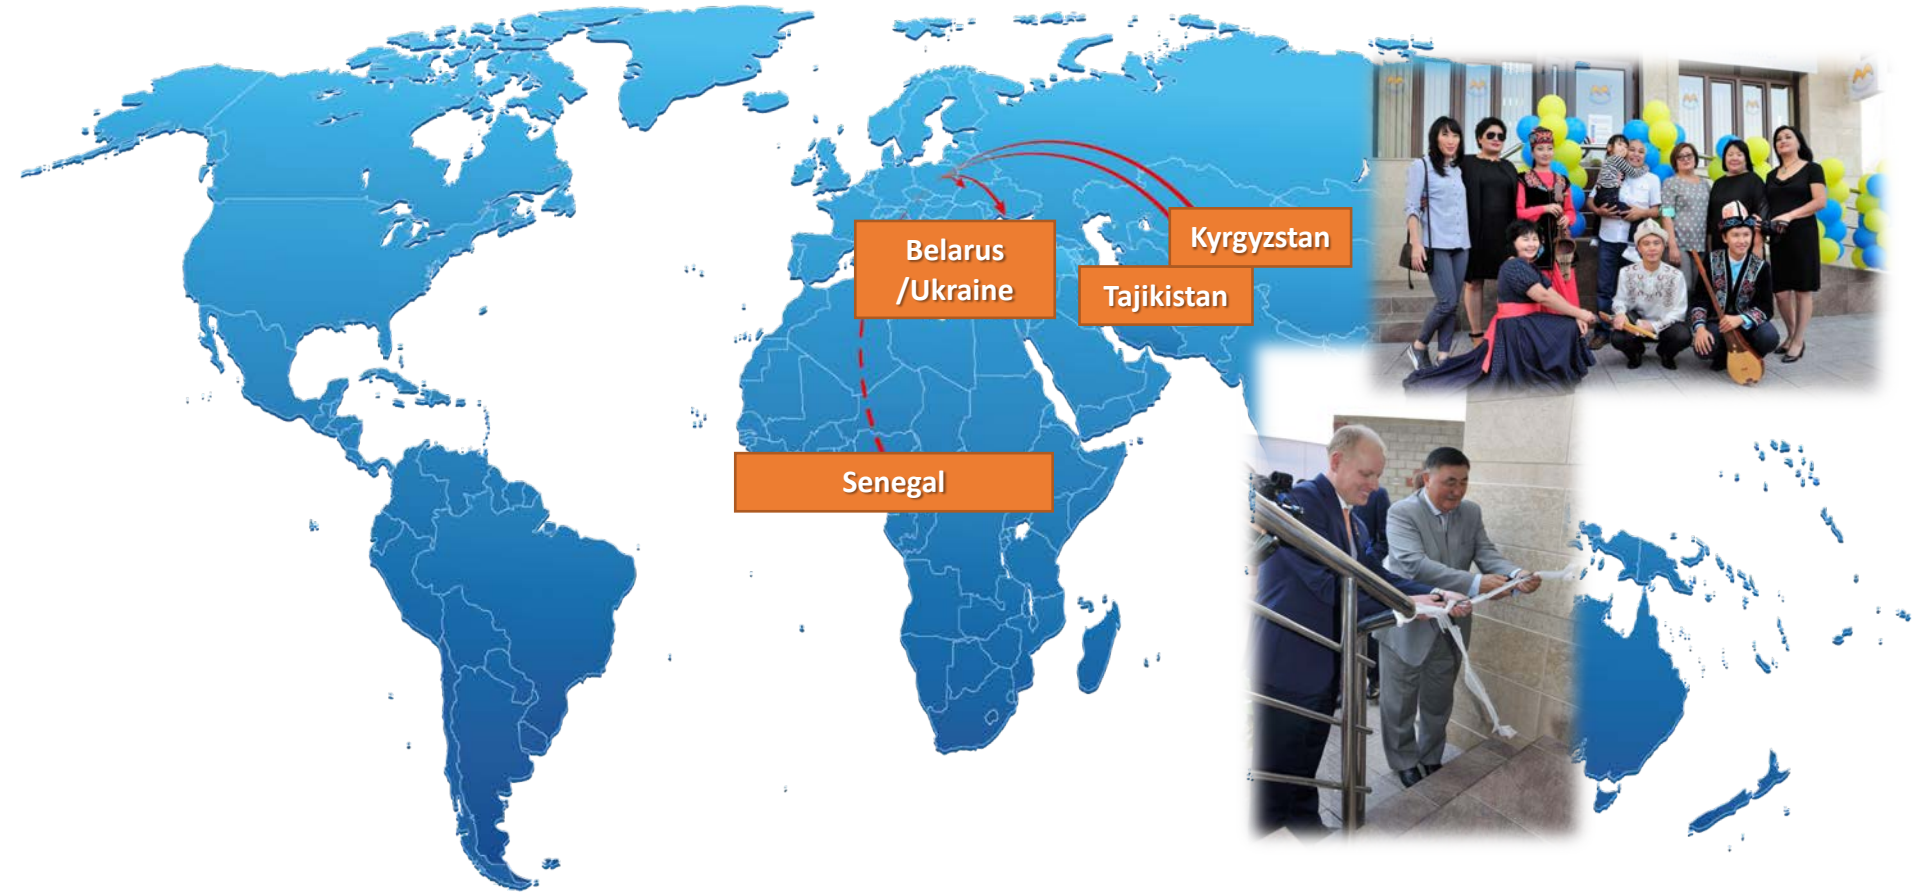 Kyrgyzstan
Belarus
/Ukraine
Tajikistan
Senegal